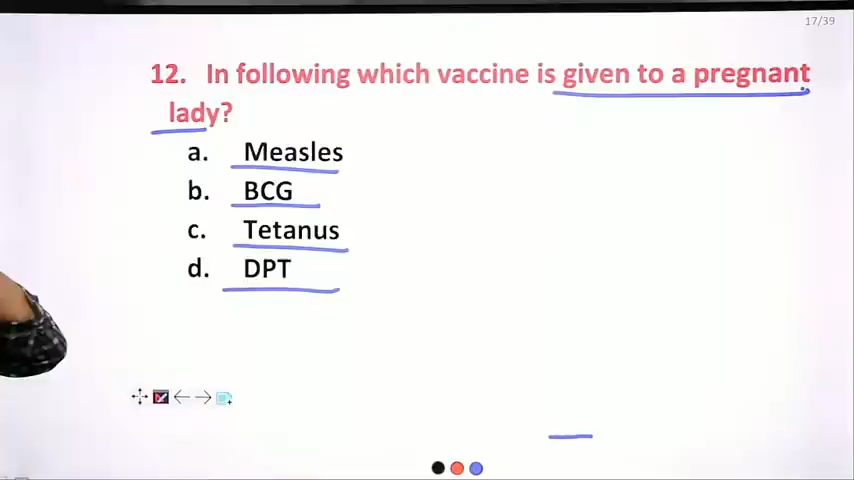 17/39
12. In following which vaccine is given to a pregnant
lady?
a. Measles
b. BCG
c. Tetanus
d. DPT